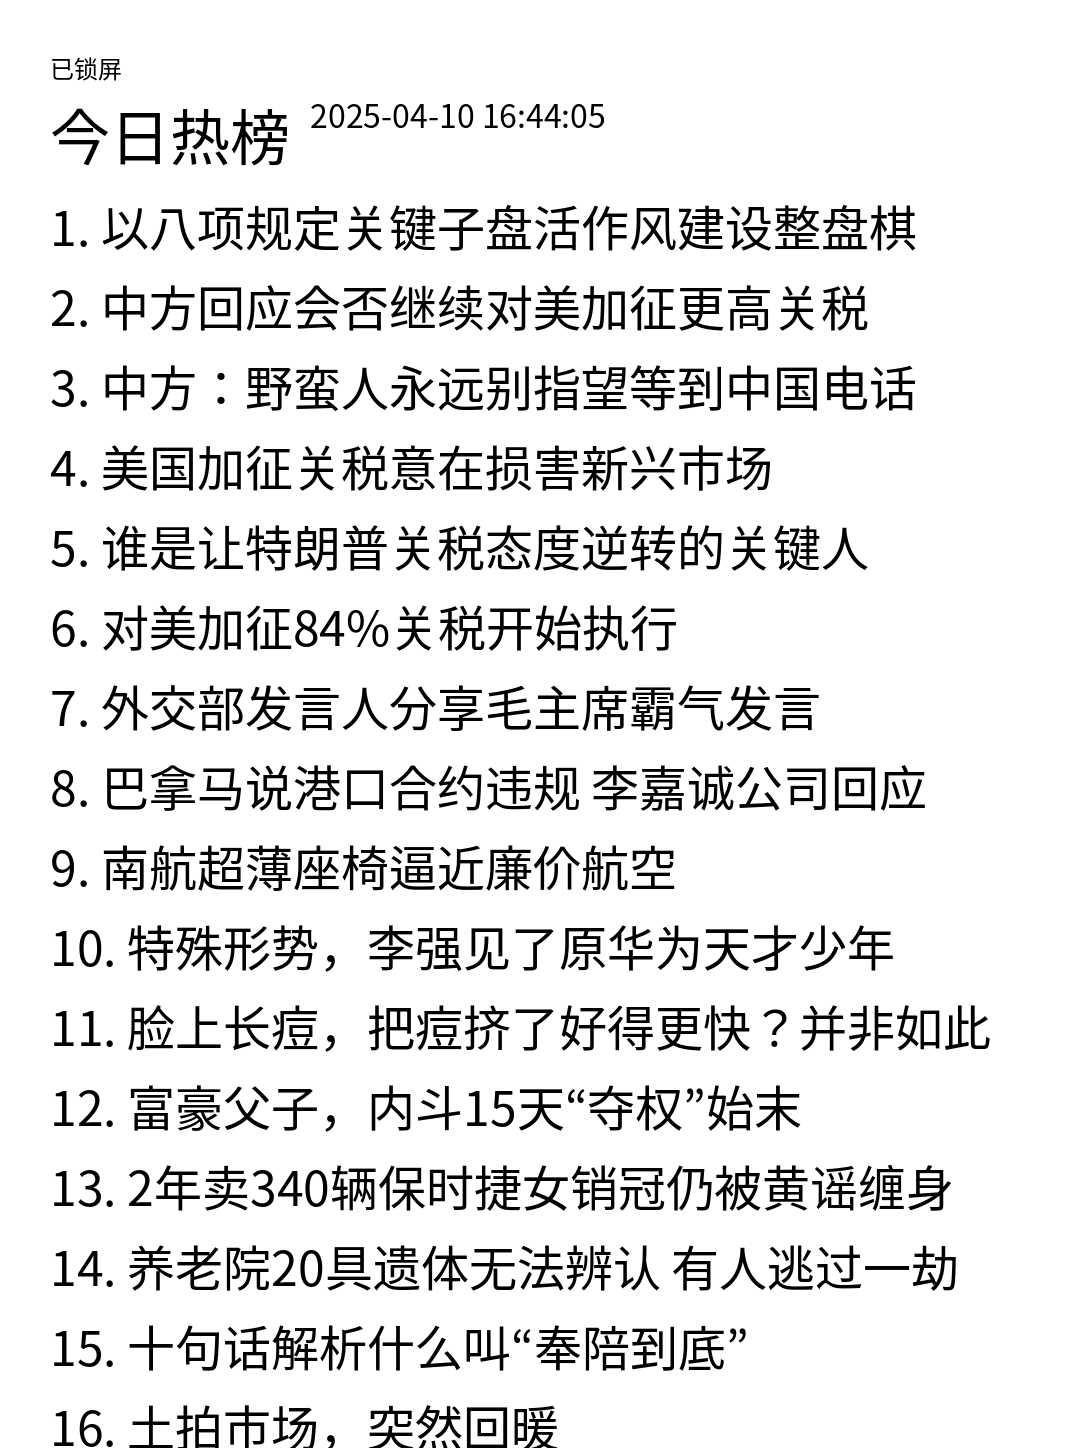 已锁屏
今日热榜 2025-04-10 16:44:05
1. 以八项规定关键子盘活作风建设整盘棋
2. 中方回应会否继续对美加征更高关税
3. 中方：野蛮人永远别指望等到中国电话
4. 美国加征关税意在损害新兴市场
5. 谁是让特朗普关税态度逆转的关键人
6. 对美加征84%关税开始执行
7. 外交部发言人分享毛主席霸气发言
8. 巴拿马说港口合约违规 李嘉诚公司回应
9. 南航超薄座椅逼近廉价航空
10. 特殊形势，李强见了原华为天才少年
11. 脸上长痘，把痘挤了好得更快？并非如此
12. 富豪父子，内斗15天“夺权”始末
13. 2年卖340辆保时捷女销冠仍被黄谣缠身
14. 养老院20具遗体无法辨认 有人逃过一劫
15. 十句话解析什么叫“奉陪到底”
16. 土拍市场，突然回暖